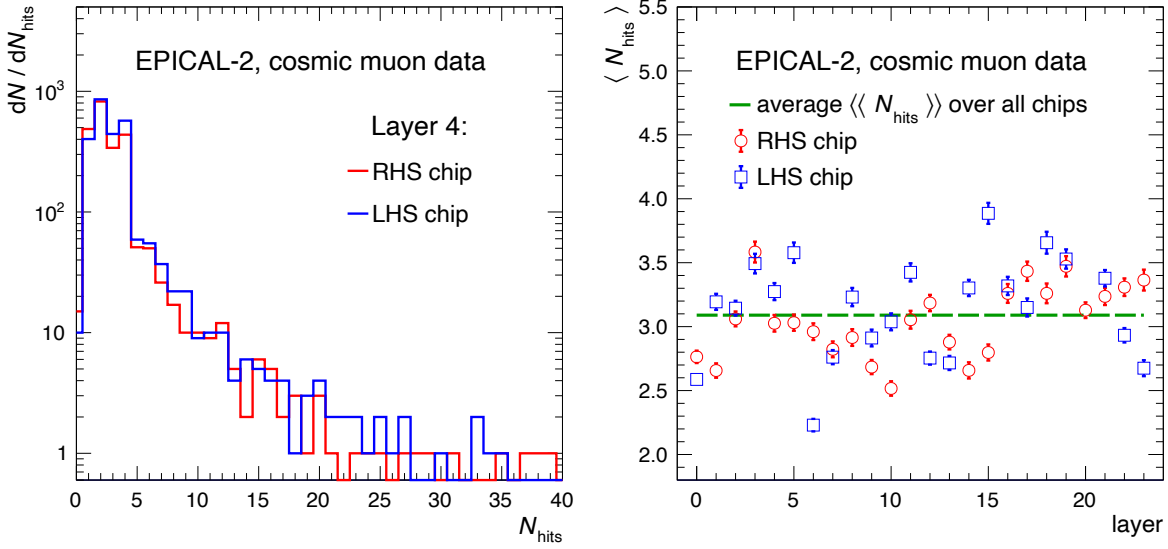 dN / dN_hits
EPICAL-2, cosmic muon data
Layer 4:
RHS chip
LHS chip
10^3
10^2
10
1
0 5 10 15 20 25 30 35 40
N_hits
⟨ N_hits ⟩
EPICAL-2, cosmic muon data
average ⟨⟨ N_hits ⟩⟩ over all chips
RHS chip
LHS chip
5.5
5.0
4.5
4.0
3.5
3.0
2.5
2.0
0 5 10 15 20
layer